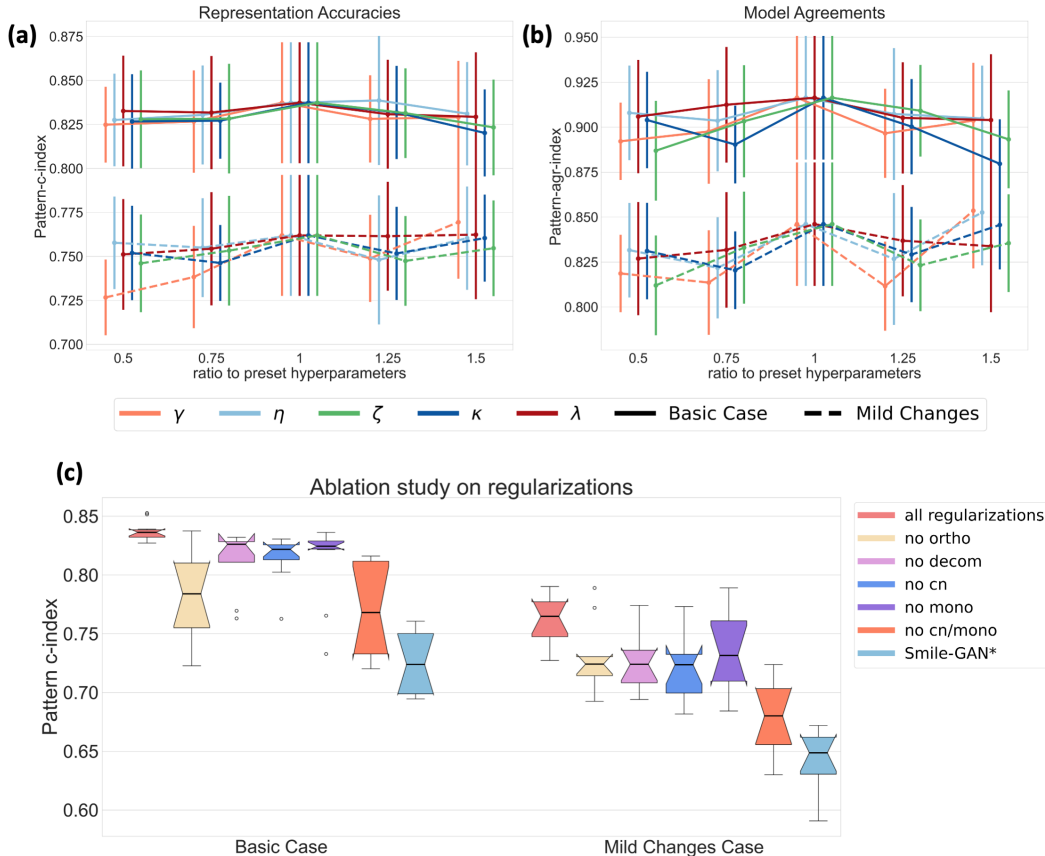 (a)
Representation Accuracies
Pattern-c-index
0.875
0.850
0.825
0.800
0.775
0.750
0.725
0.700
0.5 0.75 1 1.25 1.5
ratio to preset hyperparameters
(b)
Model Agreements
Pattern-agr-index
0.950
0.925
0.900
0.875
0.850
0.825
0.800
0.5 0.75 1 1.25 1.5
ratio to preset hyperparameters
γ η ζ κ λ Basic Case Mild Changes
(c)
Ablation study on regularizations
Pattern c-index
0.85
0.80
0.75
0.70
0.65
0.60
Basic Case Mild Changes Case
all regularizations
no ortho
no decom
no cn
no mono
no cn/mono
Smile-GAN*